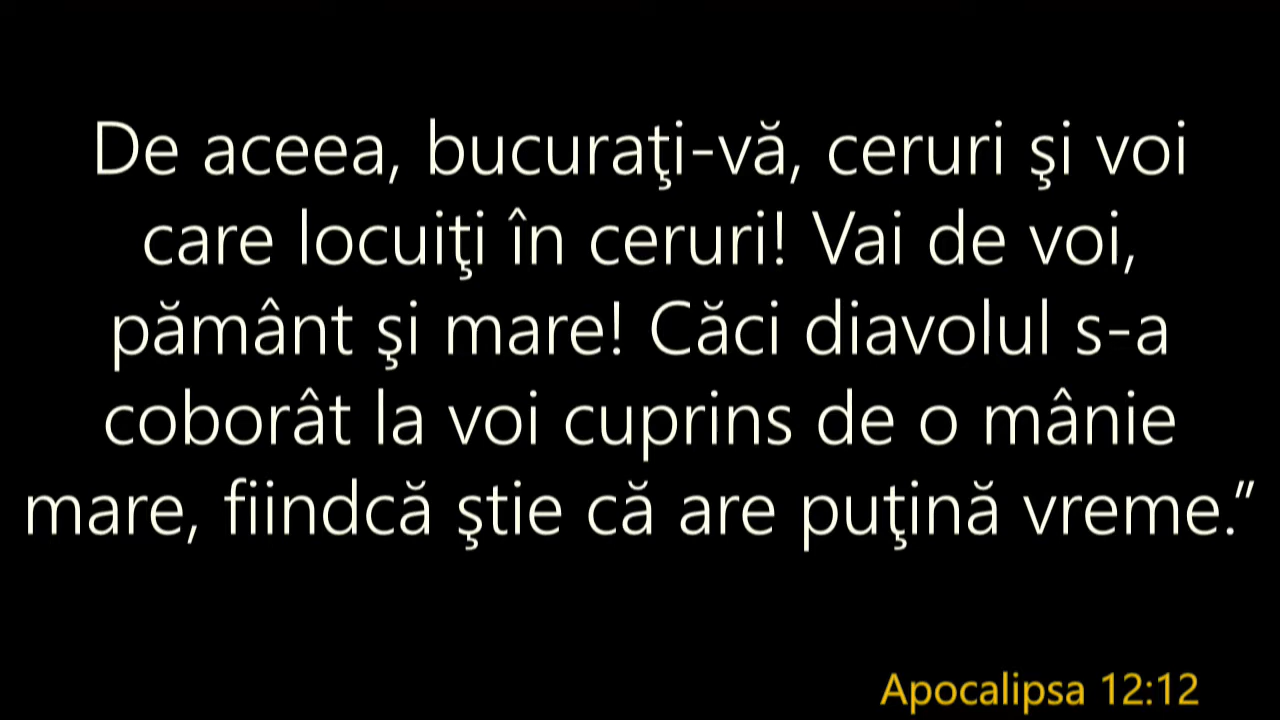 De aceea, bucuraţi-vă, ceruri şi voi
care locuiţi în ceruri! Vai de voi,
pământ şi mare! Căci diavolul s-a
coborât la voi cuprins de o mânie
mare, fiindcă ştie că are puţină vreme.”
Apocalipsa 12:12